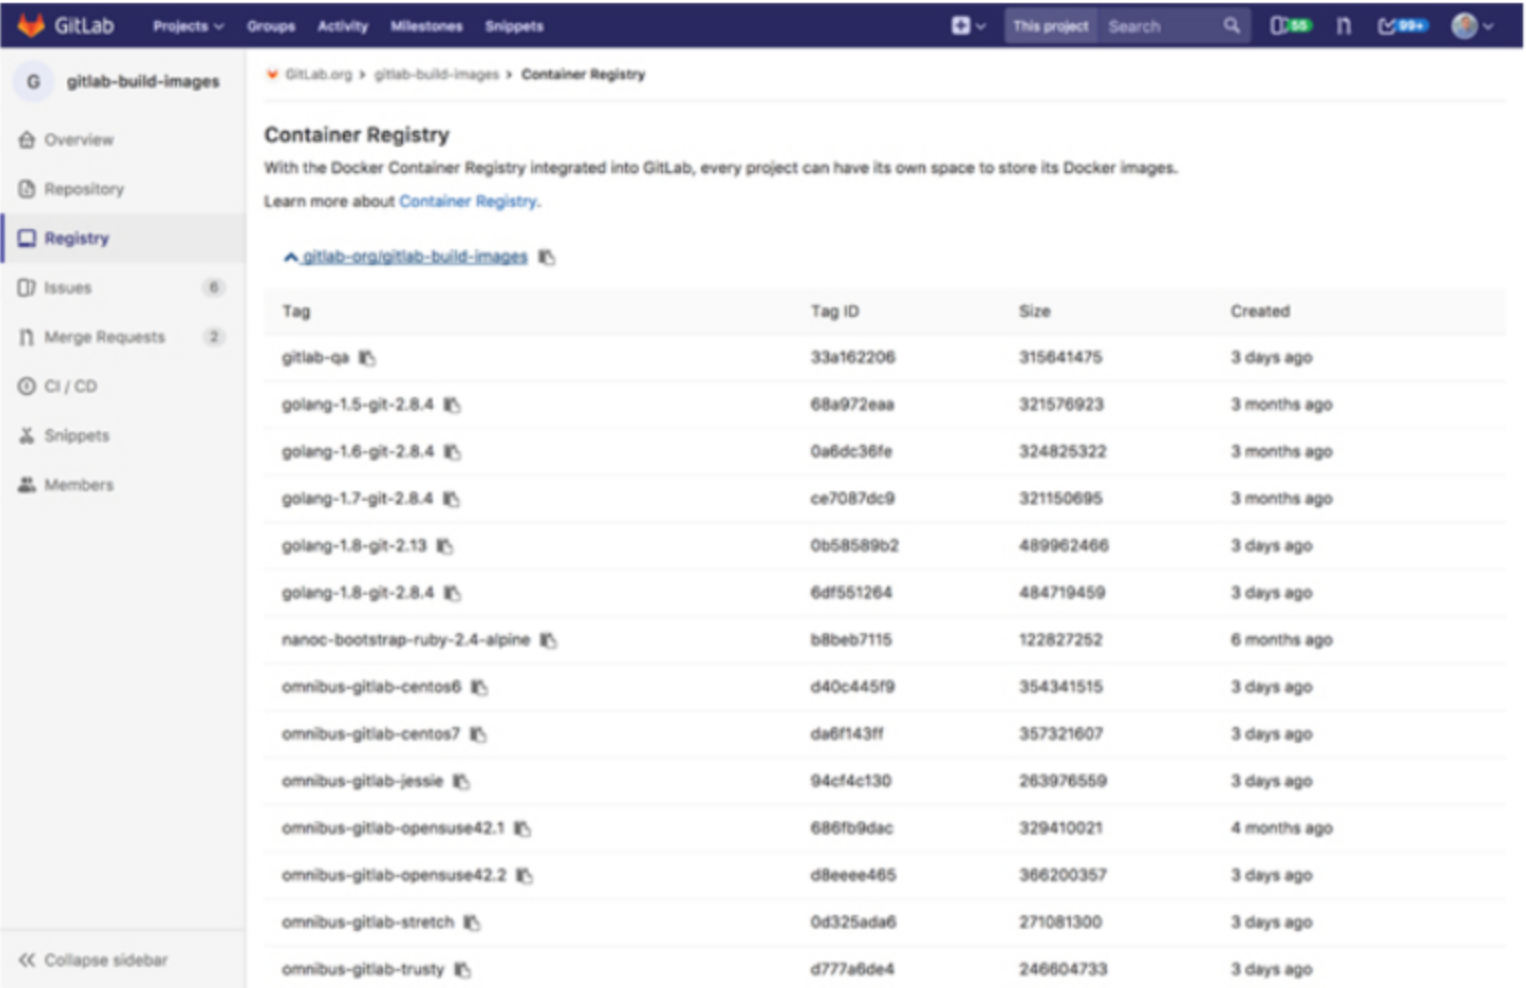 GitLab Projects Groups Activity Milestones Snippets This project Search 55 99+
G gitlab-build-images
GitLab.org > gitlab-build-images > Container Registry
Overview
Repository
Registry
Issues 6
Merge Requests 2
CI / CD
Snippets
Members
Collapse sidebar
Container Registry
With the Docker Container Registry integrated into GitLab, every project can have its own space to store its Docker images.
Learn more about Container Registry.
gitlab-org/gitlab-build-images
Tag Tag ID Size Created
gitlab-qa 33a162206 315641475 3 days ago
golang-1.5-git-2.8.4 68a972eaa 321576923 3 months ago
golang-1.6-git-2.8.4 0a6dc36fe 324825322 3 months ago
golang-1.7-git-2.8.4 ce7087dc9 321150695 3 months ago
golang-1.8-git-2.13 0b58589b2 489962466 3 days ago
golang-1.8-git-2.8.4 6df551264 484719459 3 days ago
nanoc-bootstrap-ruby-2.4-alpine b8beb7115 122827252 6 months ago
omnibus-gitlab-centos6 d40c445f9 354341515 3 days ago
omnibus-gitlab-centos7 da6f143ff 357321607 3 days ago
omnibus-gitlab-jessie 94cf4c130 263976559 3 days ago
omnibus-gitlab-opensuse42.1 686fb9dac 329410021 4 months ago
omnibus-gitlab-opensuse42.2 d8eeee465 366200357 3 days ago
omnibus-gitlab-stretch 0d325ada6 271081300 3 days ago
omnibus-gitlab-trusty d777a6de4 246604733 3 days ago